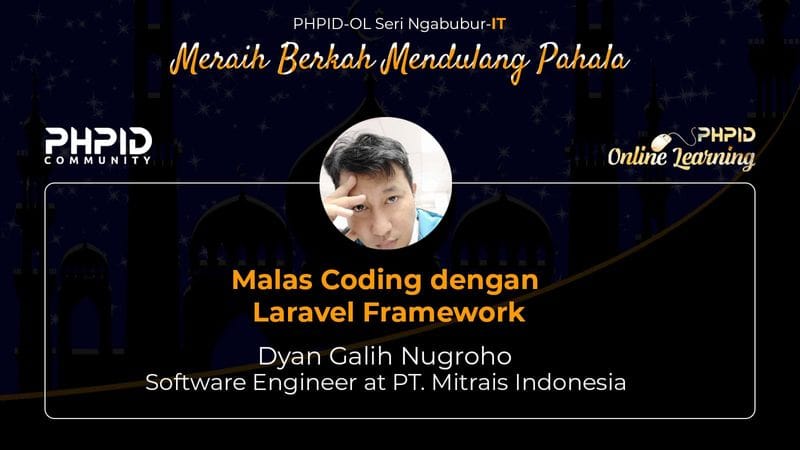 PHPID-OL Seri Ngabubur-IT
Meraih Berkah Mendulang Pahala
PHPID
COMMUNITY
PHPID
Online Learning
Malas Coding dengan
Laravel Framework
Dyan Galih Nugroho
Software Engineer at PT. Mitrais Indonesia